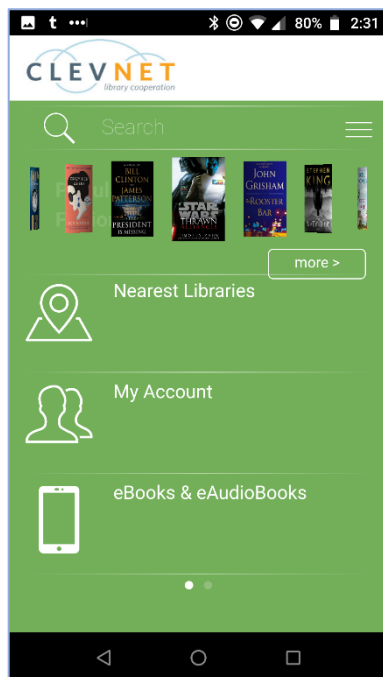 t 80% 2:31
CLEVNET
library cooperation
Search
BILL
CLINTON
JAMES
PATTERSON
THE
PRESIDENT
IS MISSING
STAR
WARS
THRAWN
ALLIANCES
JOHN
GRISHAM
THE ROOSTER
BAR
STEPHEN
KING
more >
Nearest Libraries
My Account
eBooks & eAudioBooks